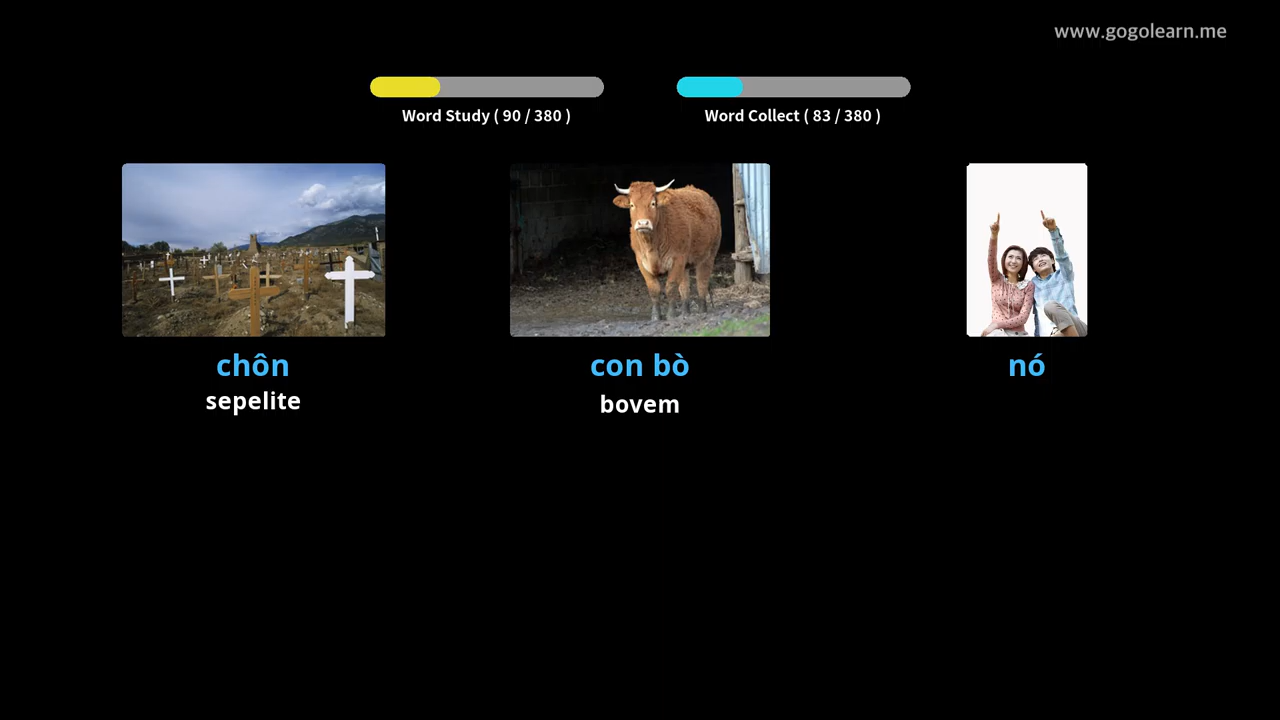 www.gogolearn.me
Word Study ( 90 / 380 )
Word Collect ( 83 / 380 )
chôn
con bò
nó
sepelite
bovem